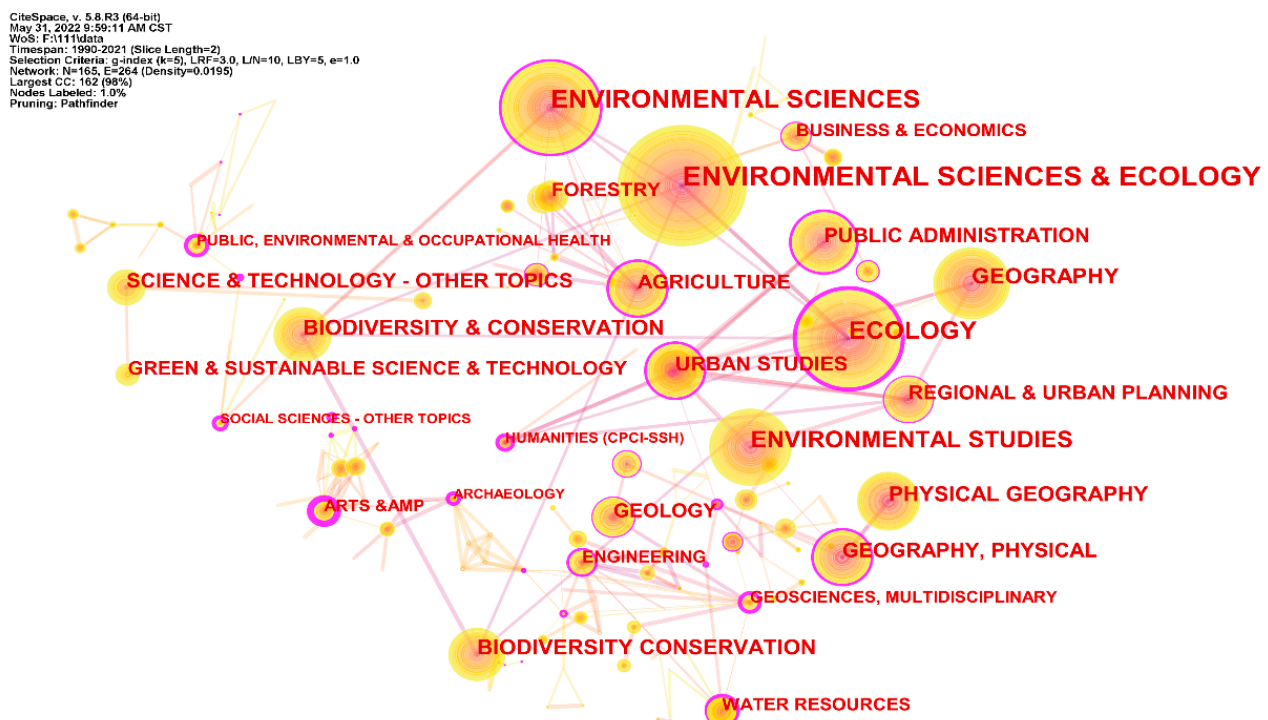 CiteSpace, v. 5.8.R3 (64-bit)
May 31, 2022 9:59:11 AM CST
WoS: F:\111\data
Timespan: 1990-2021 (Slice Length=2)
Selection Criteria: g-index (k=5), LRF=3.0, L/N=10, LBY=5, e=1.0
Network: N=165, E=264 (Density=0.0195)
Largest CC: 162 (98%)
Nodes Labeled: 1.0%
Pruning: Pathfinder
ENVIRONMENTAL SCIENCES
BUSINESS & ECONOMICS
ENVIRONMENTAL SCIENCES & ECOLOGY
FORESTRY
PUBLIC ADMINISTRATION
PUBLIC, ENVIRONMENTAL & OCCUPATIONAL HEALTH
GEOGRAPHY
SCIENCE & TECHNOLOGY - OTHER TOPICS
AGRICULTURE
BIODIVERSITY & CONSERVATION
ECOLOGY
GREEN & SUSTAINABLE SCIENCE & TECHNOLOGY
URBAN STUDIES
REGIONAL & URBAN PLANNING
SOCIAL SCIENCES - OTHER TOPICS
HUMANITIES (CPCI-SSH)
ENVIRONMENTAL STUDIES
ARCHAEOLOGY
PHYSICAL GEOGRAPHY
ARTS &AMP
GEOLOGY
GEOGRAPHY, PHYSICAL
ENGINEERING
GEOSCIENCES, MULTIDISCIPLINARY
BIODIVERSITY CONSERVATION
WATER RESOURCES